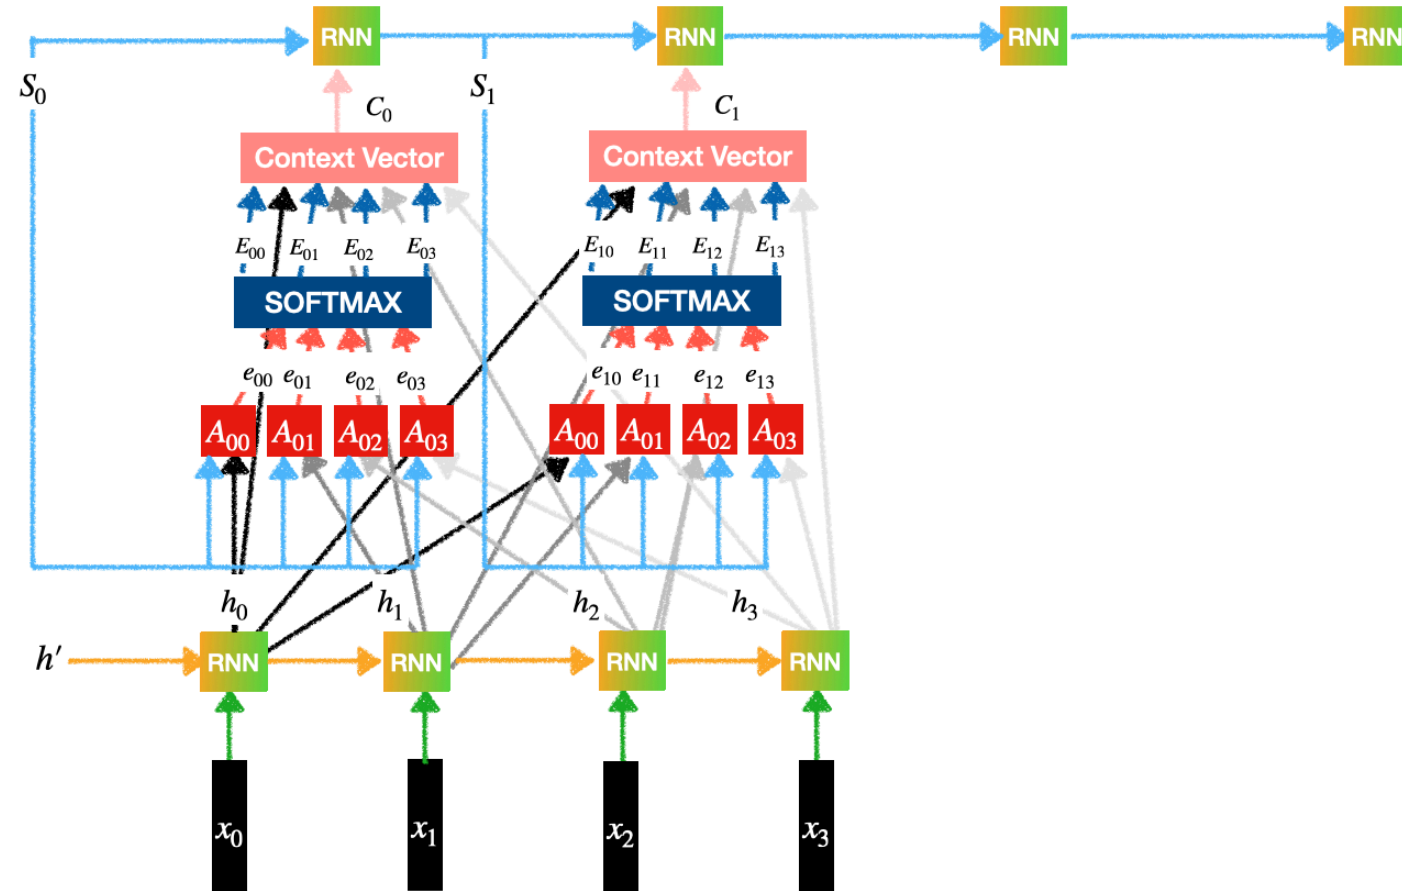 RNN RNN RNN RNN
S0 S1
C0 C1
Context Vector Context Vector
E00 E01 E02 E03 E10 E11 E12 E13
SOFTMAX SOFTMAX
e00 e01 e02 e03 e10 e11 e12 e13
A00 A01 A02 A03 A00 A01 A02 A03
h0 h1 h2 h3
h′ RNN RNN RNN RNN
x0 x1 x2 x3